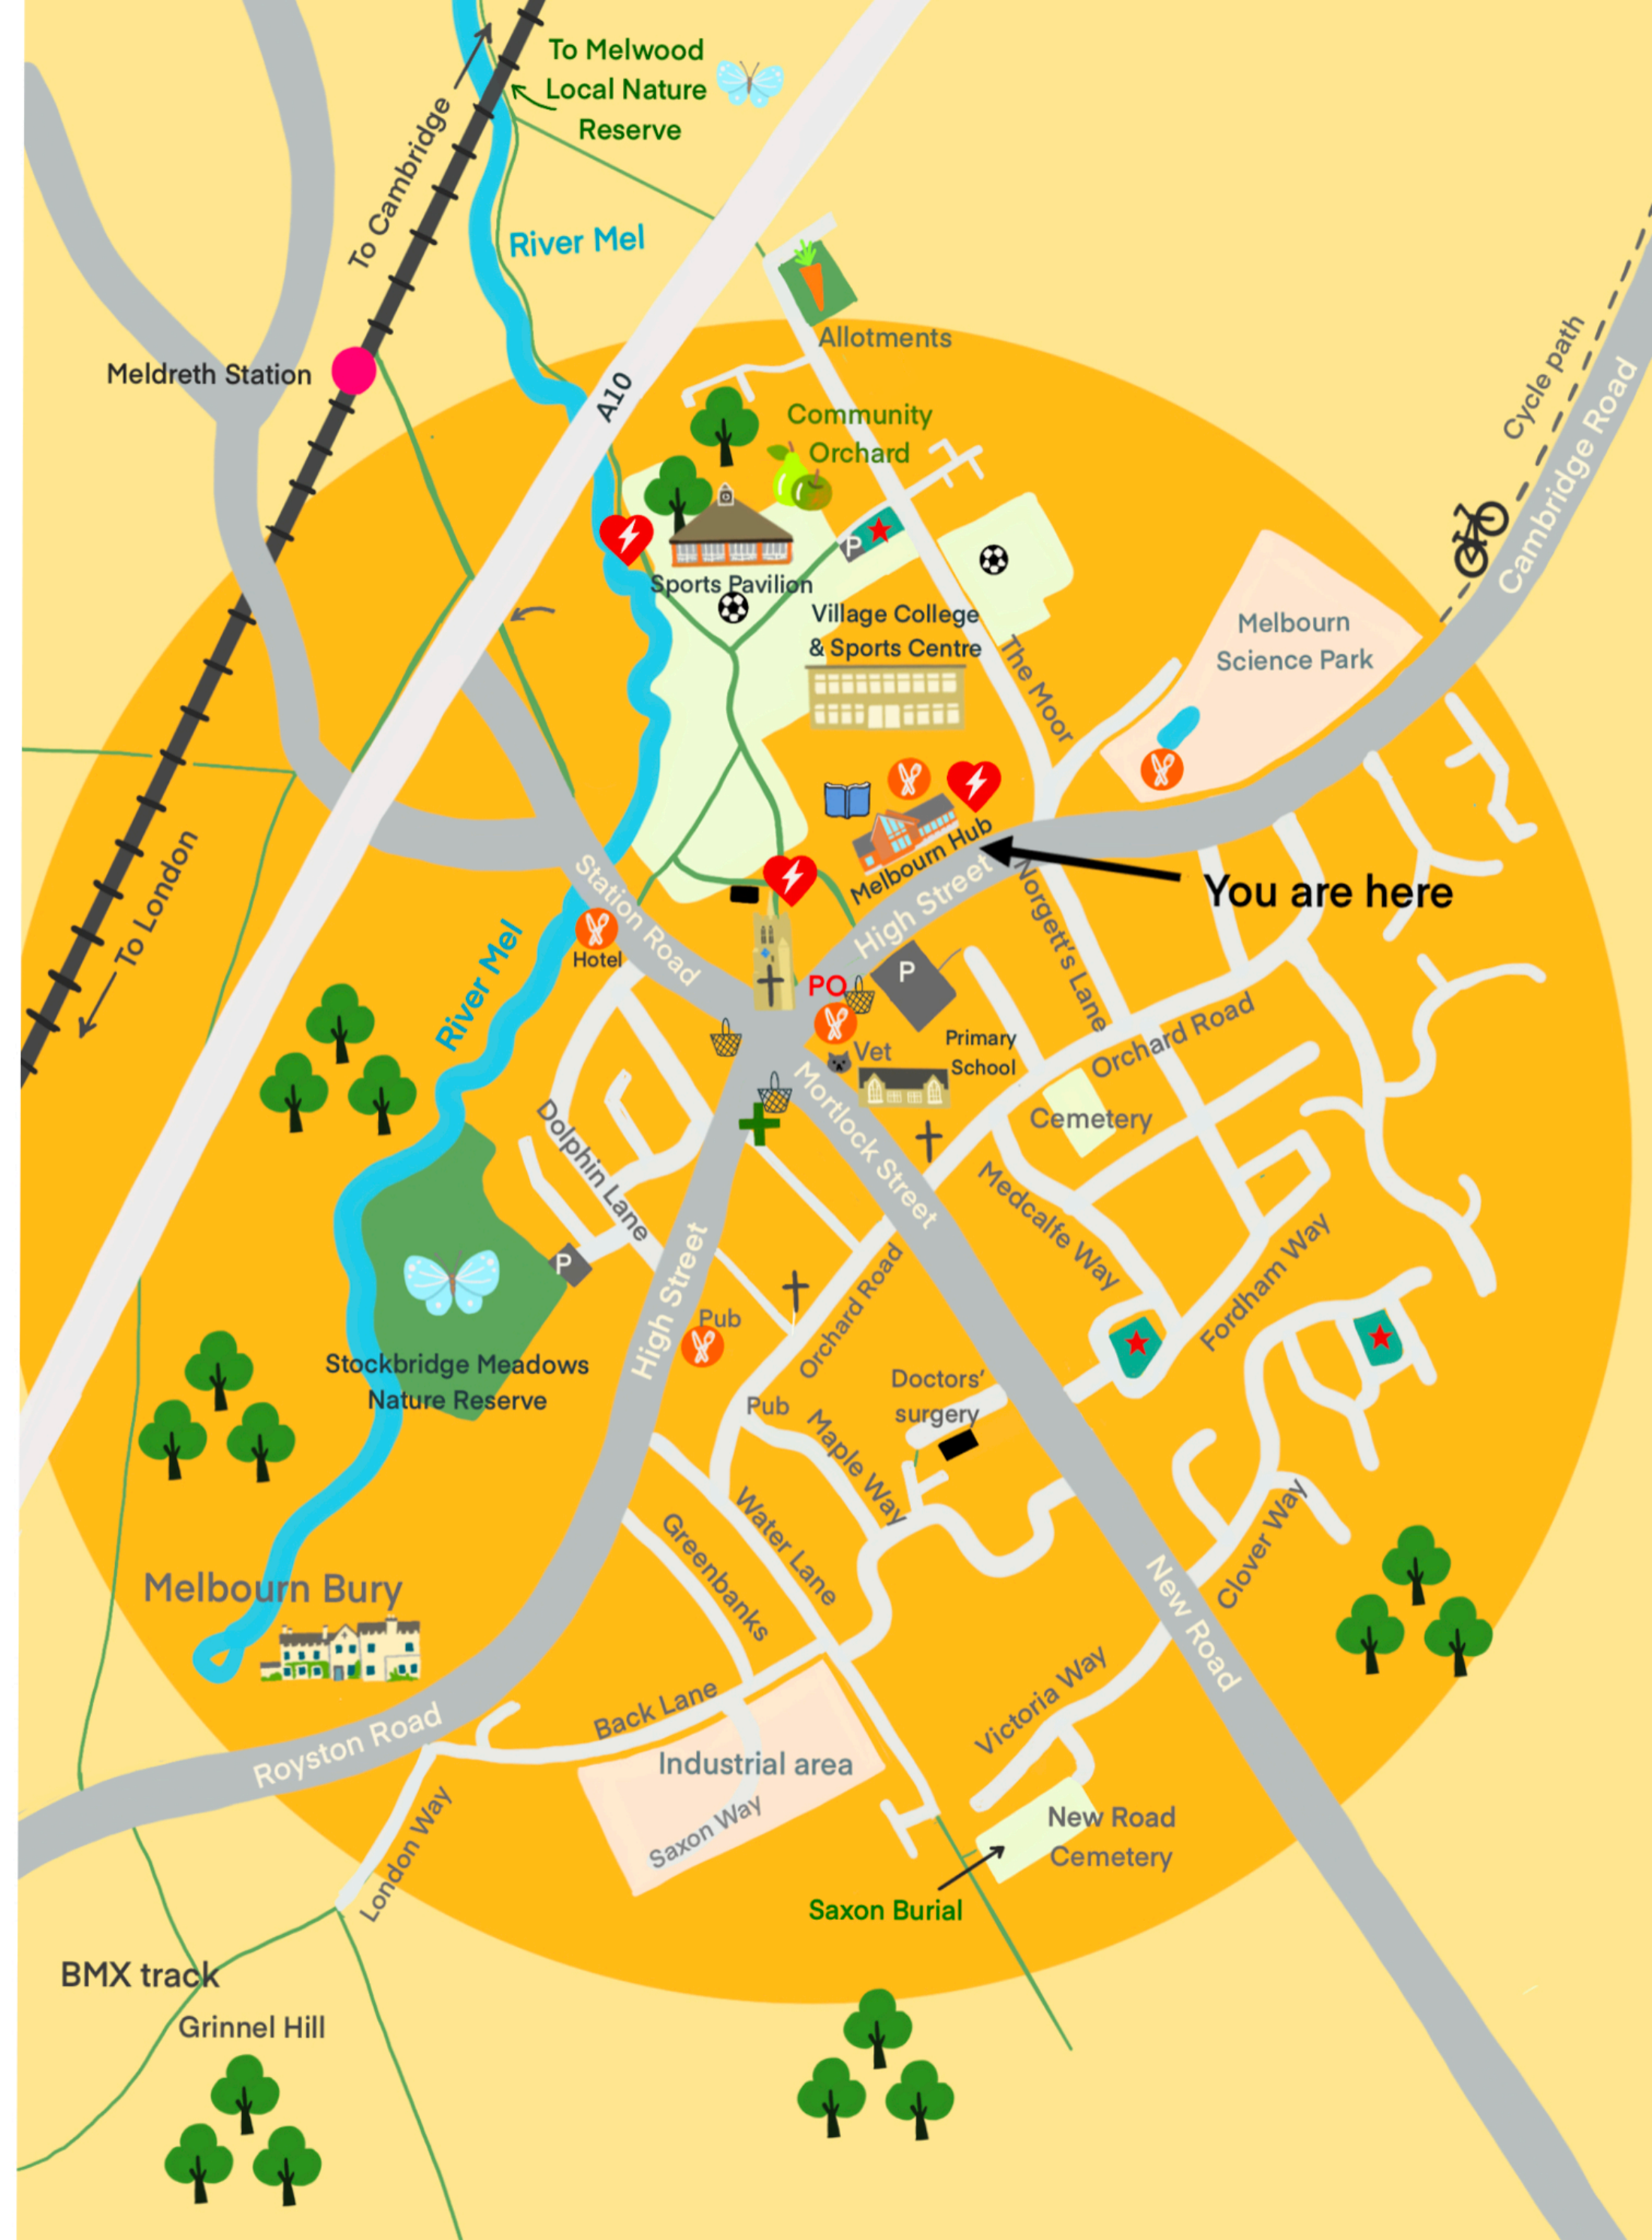 To Melwood
Local Nature
Reserve
To Cambridge
River Mel
A10
Meldreth Station
Allotments
Community
Orchard
Cycle path
Cambridge Road
P
Sports Pavilion
Village College
& Sports Centre
The Moor
Melbourn
Science Park
Melbourn Hub
You are here
To London
Station Road
High Street
Norgett's Lane
Hotel
River Mel
PO
P
Vet
Primary
School
Orchard Road
Cemetery
Mortlock Street
Dolphin Lane
Medcalfe Way
Fordham Way
P
High Street
Pub
Orchard Road
Stockbridge Meadows
Nature Reserve
Doctors'
surgery
Pub
Maple Way
Water Lane
Greenbanks
Clover Way
New Road
Melbourn Bury
Victoria Way
Back Lane
Royston Road
Industrial area
Saxon Way
London Way
New Road
Cemetery
Saxon Burial
BMX track
Grinnel Hill